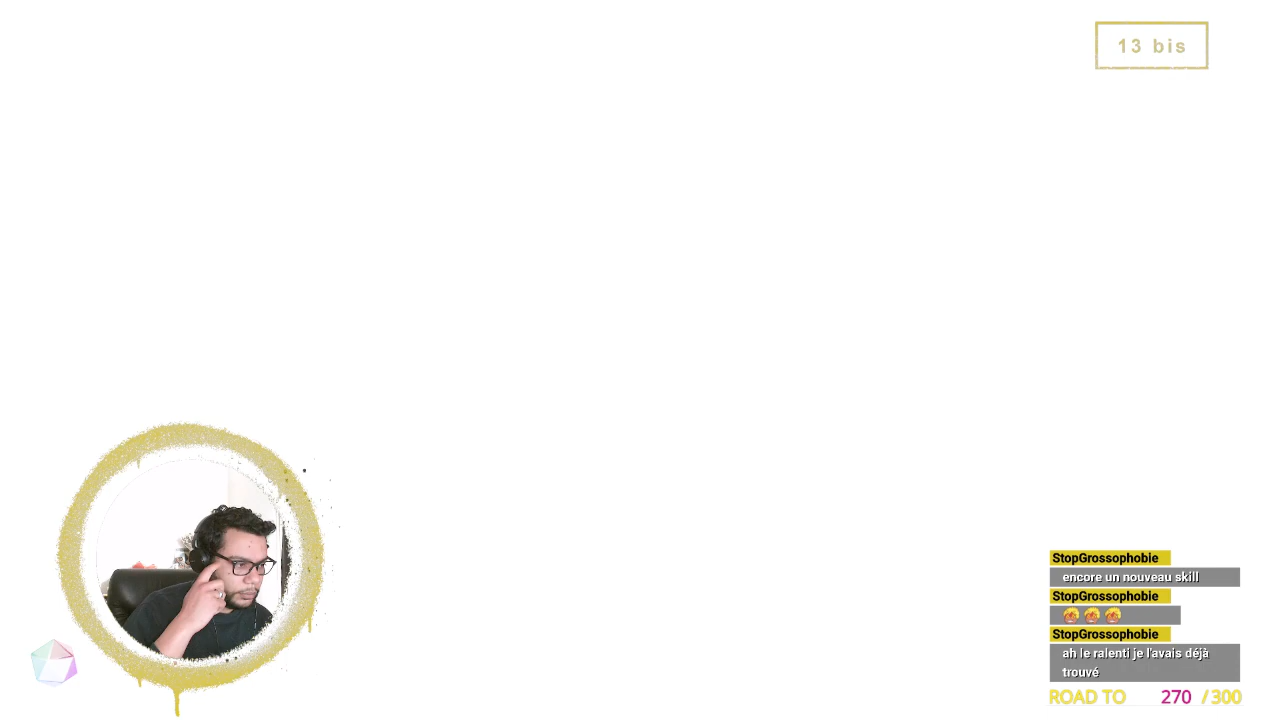 13 bis
StopGrossophobie
encore un nouveau skill
StopGrossophobie
StopGrossophobie
ah le ralenti je l'avais déjà
trouvé
ROAD TO 270 / 300